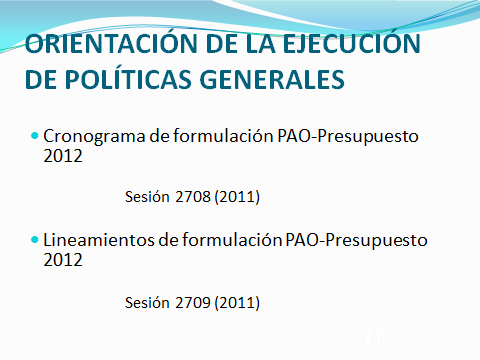 ORIENTACIÓN DE LA EJECUCIÓN
DE POLÍTICAS GENERALES
Cronograma de formulación PAO-Presupuesto
2012
Sesión 2708 (2011)
Lineamientos de formulación PAO-Presupuesto
2012
Sesión 2709 (2011)
TEC